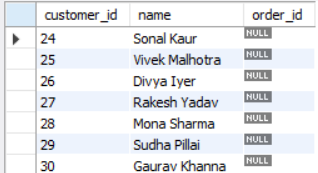 customer_id name order_id
24 Sonal Kaur NULL
25 Vivek Malhotra NULL
26 Divya Iyer NULL
27 Rakesh Yadav NULL
28 Mona Sharma NULL
29 Sudha Pillai NULL
30 Gaurav Khanna NULL